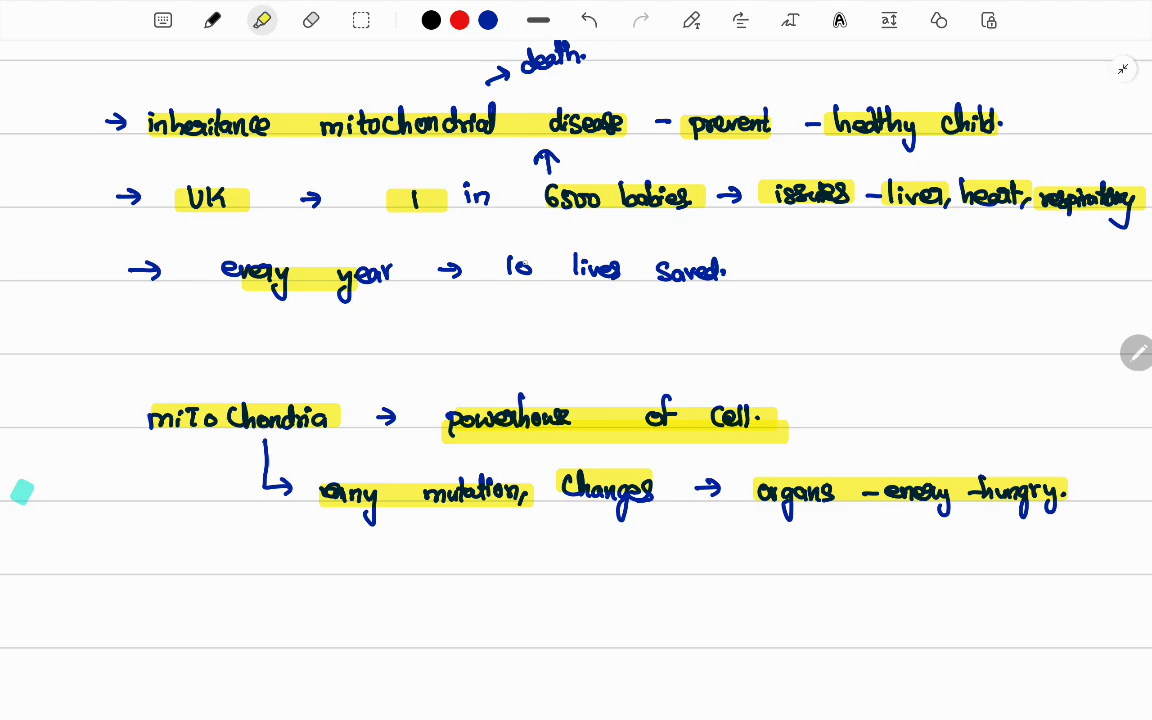 → death.
→ inheritance mitochondrial disease - prevent - healthy child.
→ UK → 1 in 6500 babies → issues - liver, heart, respiratory
→ every year → 10 lives saved.
mitochondria → powerhouse of cell.
any mutation, changes → organs - energy - hungry.